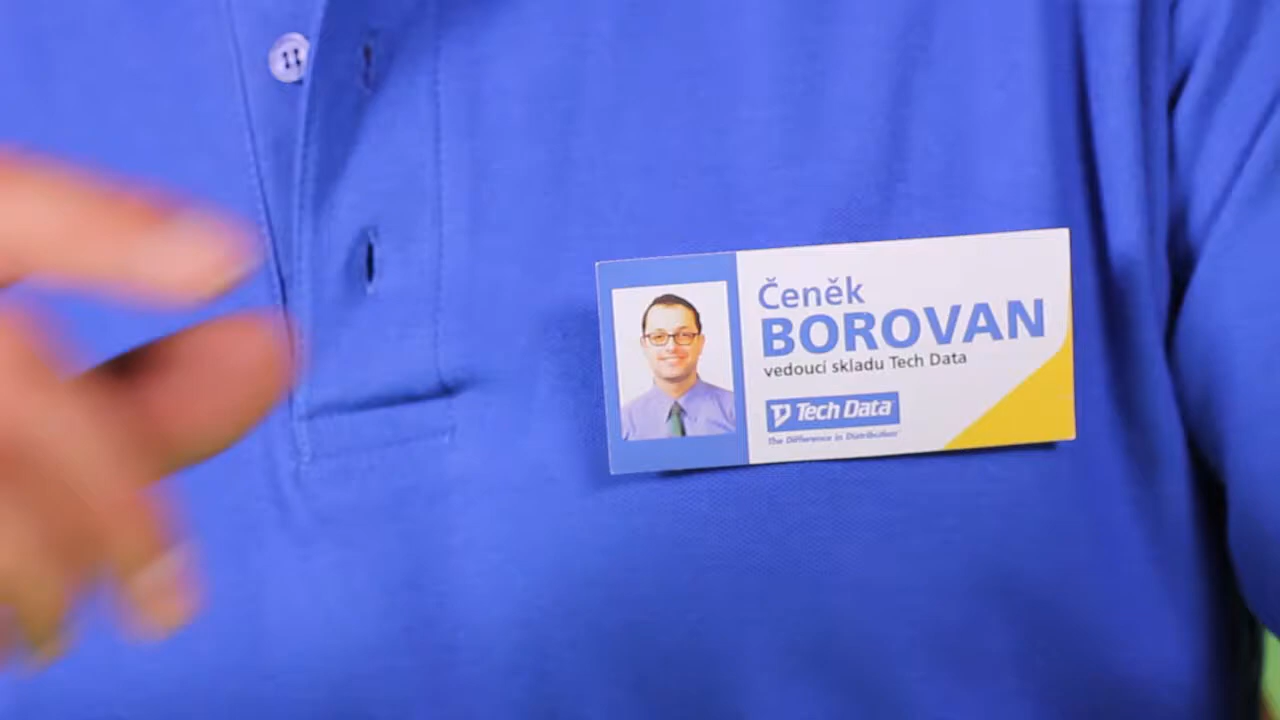 Čeněk
BOROVAN
vedoucí skladu Tech Data
Tech Data
The Difference in Distribution